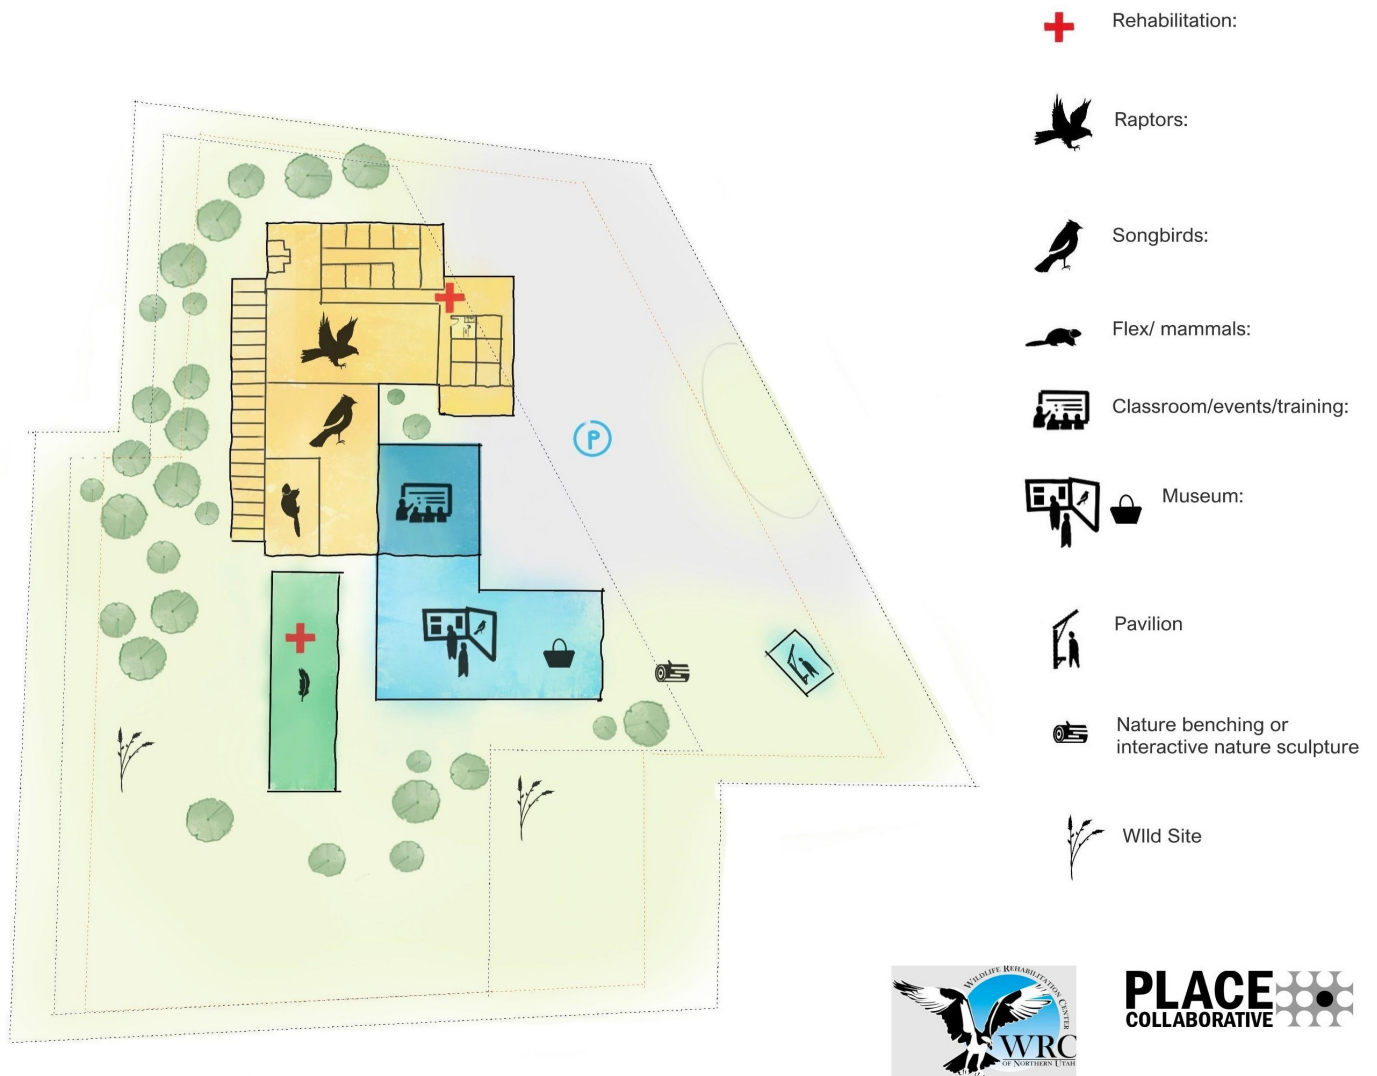 Rehabilitation:
Raptors:
Songbirds:
Flex/ mammals:
Classroom/events/training:
Museum:
Pavilion
Nature benching or
interactive nature sculpture
WIld Site
P
WILDLIFE REHABILITATION CENTER
WRC
OF NORTHERN UTAH
PLACE
COLLABORATIVE